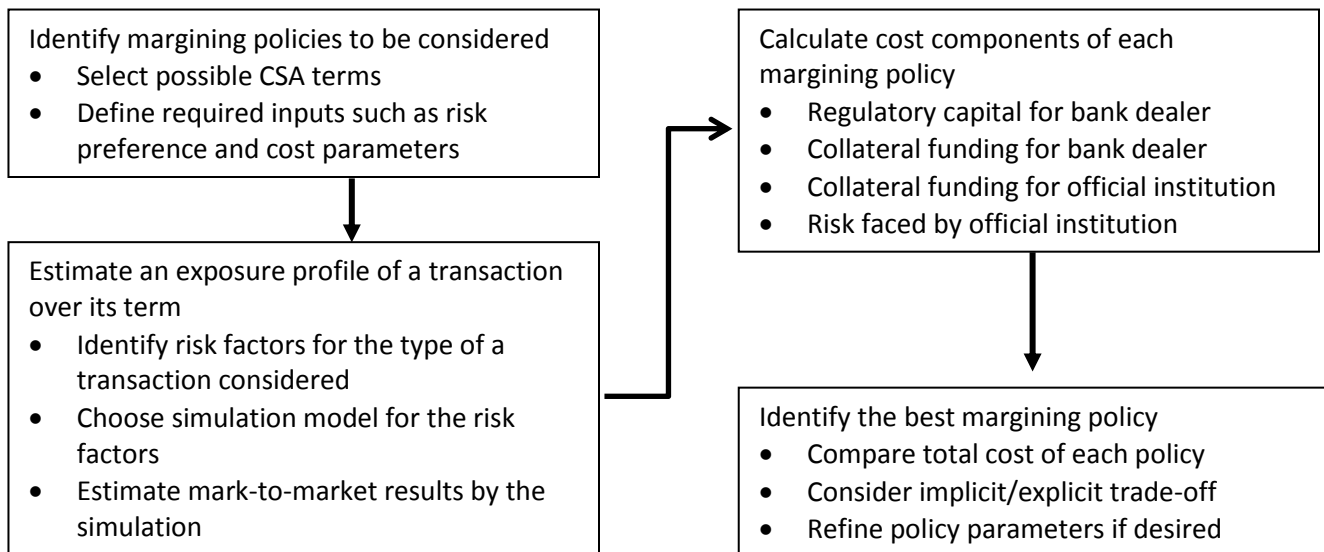 Identify margining policies to be considered
• Select possible CSA terms
• Define required inputs such as risk
preference and cost parameters
Estimate an exposure profile of a transaction
over its term
• Identify risk factors for the type of a
transaction considered
• Choose simulation model for the risk
factors
• Estimate mark-to-market results by the
simulation
Calculate cost components of each
margining policy
• Regulatory capital for bank dealer
• Collateral funding for bank dealer
• Collateral funding for official institution
• Risk faced by official institution
Identify the best margining policy
• Compare total cost of each policy
• Consider implicit/explicit trade-off
• Refine policy parameters if desired